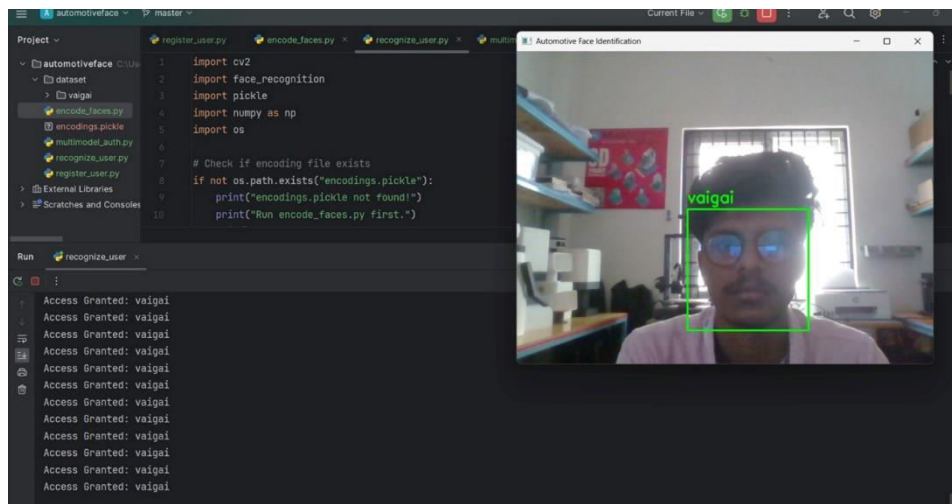 automotiveface
master
Current File
Project
register_user.py
encode_faces.py
recognize_user.py
Automotive Face Identification
automotiveface
dataset
vaigai
encode_faces.py
encodings.pickle
multimodel_auth.py
recognize_user.py
register_user.py
External Libraries
Scratches and Consoles
1 import cv2
2 import face_recognition
3 import pickle
4 import numpy as np
5 import os
6
7 # Check if encoding file exists
8 if not os.path.exists("encodings.pickle"):
9 print("encodings.pickle not found!")
10 print("Run encode_faces.py first.")
vaigai
Run recognize_user
Access Granted: vaigai
Access Granted: vaigai
Access Granted: vaigai
Access Granted: vaigai
Access Granted: vaigai
Access Granted: vaigai
Access Granted: vaigai
Access Granted: vaigai
Access Granted: vaigai
Access Granted: vaigai
Access Granted: vaigai
Access Granted: vaigai